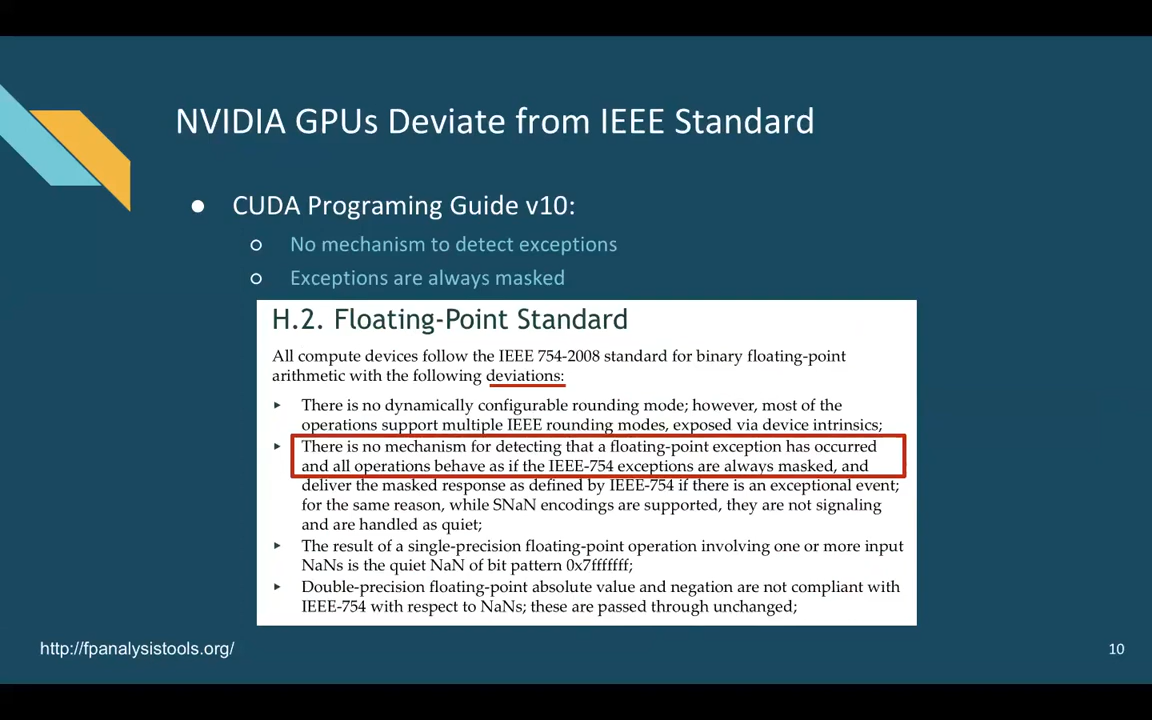 NVIDIA GPUs Deviate from IEEE Standard
● CUDA Programing Guide v10:
○ No mechanism to detect exceptions
○ Exceptions are always masked
H.2. Floating-Point Standard
All compute devices follow the IEEE 754-2008 standard for binary floating-point
arithmetic with the following deviations:
‣ There is no dynamically configurable rounding mode; however, most of the
operations support multiple IEEE rounding modes, exposed via device intrinsics;
‣ There is no mechanism for detecting that a floating-point exception has occurred
and all operations behave as if the IEEE-754 exceptions are always masked, and
deliver the masked response as defined by IEEE-754 if there is an exceptional event;
for the same reason, while SNaN encodings are supported, they are not signaling
and are handled as quiet;
‣ The result of a single-precision floating-point operation involving one or more input
NaNs is the quiet NaN of bit pattern 0x7fffffff;
‣ Double-precision floating-point absolute value and negation are not compliant with
IEEE-754 with respect to NaNs; these are passed through unchanged;
http://fpanalysistools.org/
10